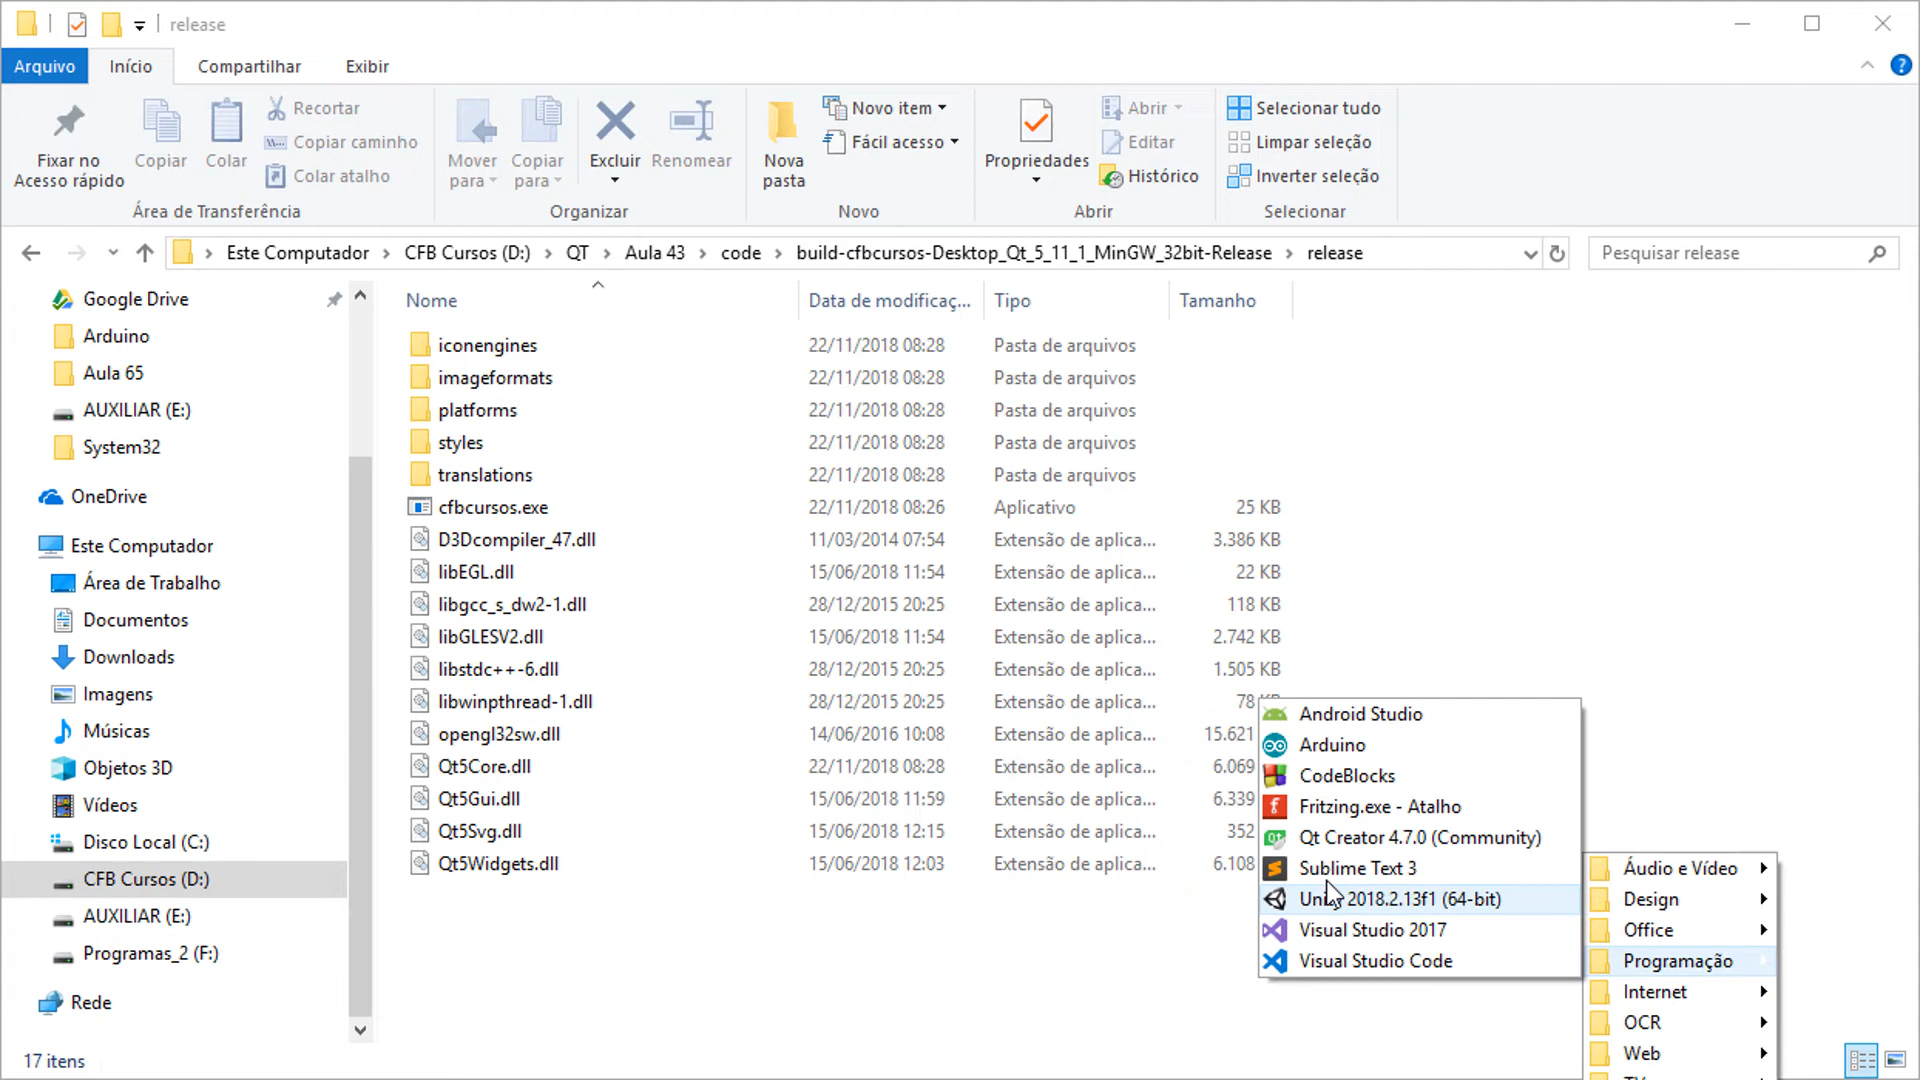 release
Arquivo Início Compartilhar Exibir
Fixar no Acesso rápido
Copiar
Colar
Recortar
Copiar caminho
Colar atalho
Área de Transferência
Mover para
Copiar para
Excluir
Renomear
Organizar
Nova pasta
Novo item
Fácil acesso
Novo
Propriedades
Abrir
Editar
Histórico
Abrir
Selecionar tudo
Limpar seleção
Inverter seleção
Selecionar
Este Computador CFB Cursos (D:) QT Aula 43 code build-cfbcursos-Desktop_Qt_5_11_1_MinGW_32bit-Release release
Pesquisar release
Google Drive
Arduino
Aula 65
AUXILIAR (E:)
System32
OneDrive
Este Computador
Área de Trabalho
Documentos
Downloads
Imagens
Músicas
Objetos 3D
Vídeos
Disco Local (C:)
CFB Cursos (D:)
AUXILIAR (E:)
Programas_2 (F:)
Rede
Nome Data de modificaç... Tipo Tamanho
iconengines 22/11/2018 08:28 Pasta de arquivos
imageformats 22/11/2018 08:28 Pasta de arquivos
platforms 22/11/2018 08:28 Pasta de arquivos
styles 22/11/2018 08:28 Pasta de arquivos
translations 22/11/2018 08:28 Pasta de arquivos
cfbcursos.exe 22/11/2018 08:26 Aplicativo 25 KB
D3Dcompiler_47.dll 11/03/2014 07:54 Extensão de aplica... 3.386 KB
libEGL.dll 15/06/2018 11:54 Extensão de aplica... 22 KB
libgcc_s_dw2-1.dll 28/12/2015 20:25 Extensão de aplica... 118 KB
libGLESV2.dll 15/06/2018 11:54 Extensão de aplica... 2.742 KB
libstdc++-6.dll 28/12/2015 20:25 Extensão de aplica... 1.505 KB
libwinpthread-1.dll 28/12/2015 20:25 Extensão de aplica... 78 KB
opengl32sw.dll 14/06/2016 10:08 Extensão de aplica... 15.621
Qt5Core.dll 22/11/2018 08:28 Extensão de aplica... 6.069
Qt5Gui.dll 15/06/2018 11:59 Extensão de aplica... 6.339
Qt5Svg.dll 15/06/2018 12:15 Extensão de aplica... 352
Qt5Widgets.dll 15/06/2018 12:03 Extensão de aplica... 6.108
Android Studio
Arduino
CodeBlocks
Fritzing.exe - Atalho
Qt Creator 4.7.0 (Community)
Sublime Text 3
2018.2.13f1 (64-bit)
Visual Studio 2017
Visual Studio Code
Áudio e Vídeo
Design
Office
Programação
Internet
OCR
Web
17 itens